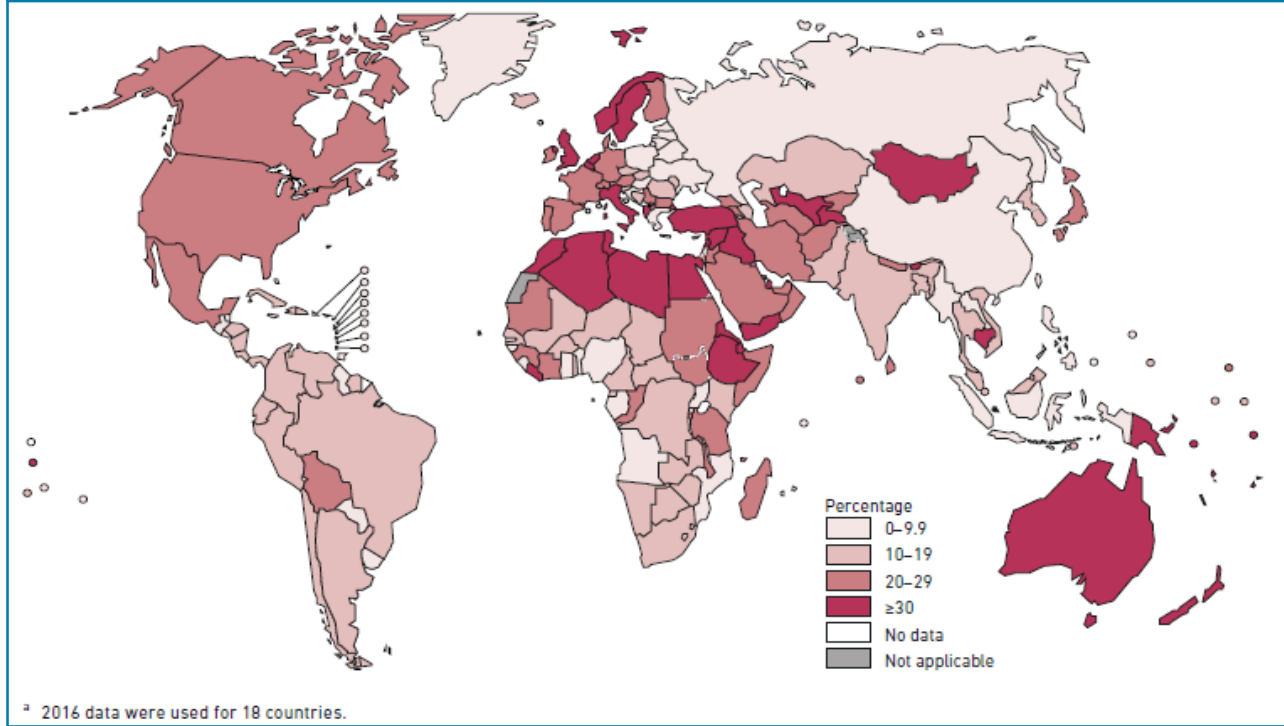 Percentage
0–9.9
10–19
20–29
≥30
No data
Not applicable
a 2016 data were used for 18 countries.